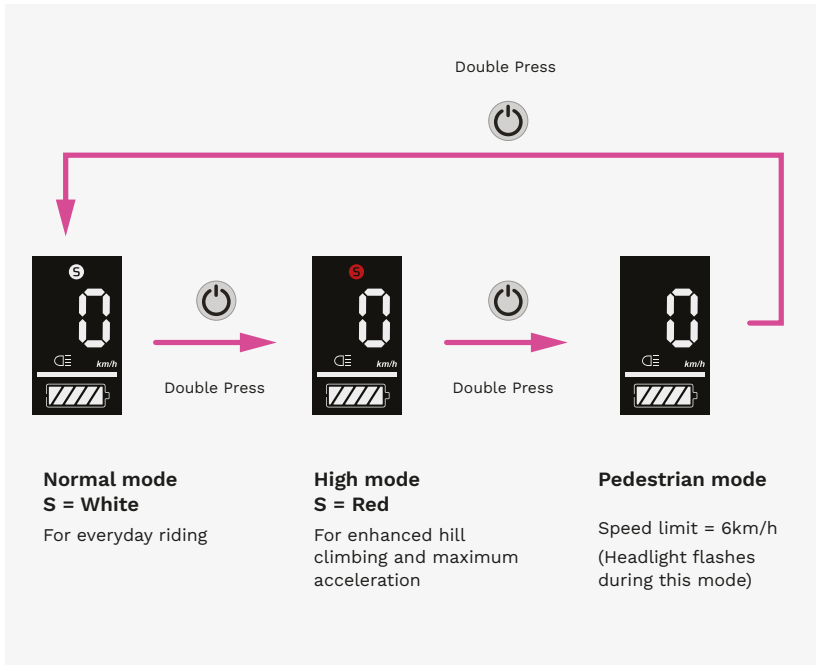 Double Press
S
0
km/h
S
0
km/h
0
km/h
Double Press
Double Press
Normal mode
S = White
For everyday riding
High mode
S = Red
For enhanced hill
climbing and maximum
acceleration
Pedestrian mode
Speed limit = 6km/h
(Headlight flashes
during this mode)